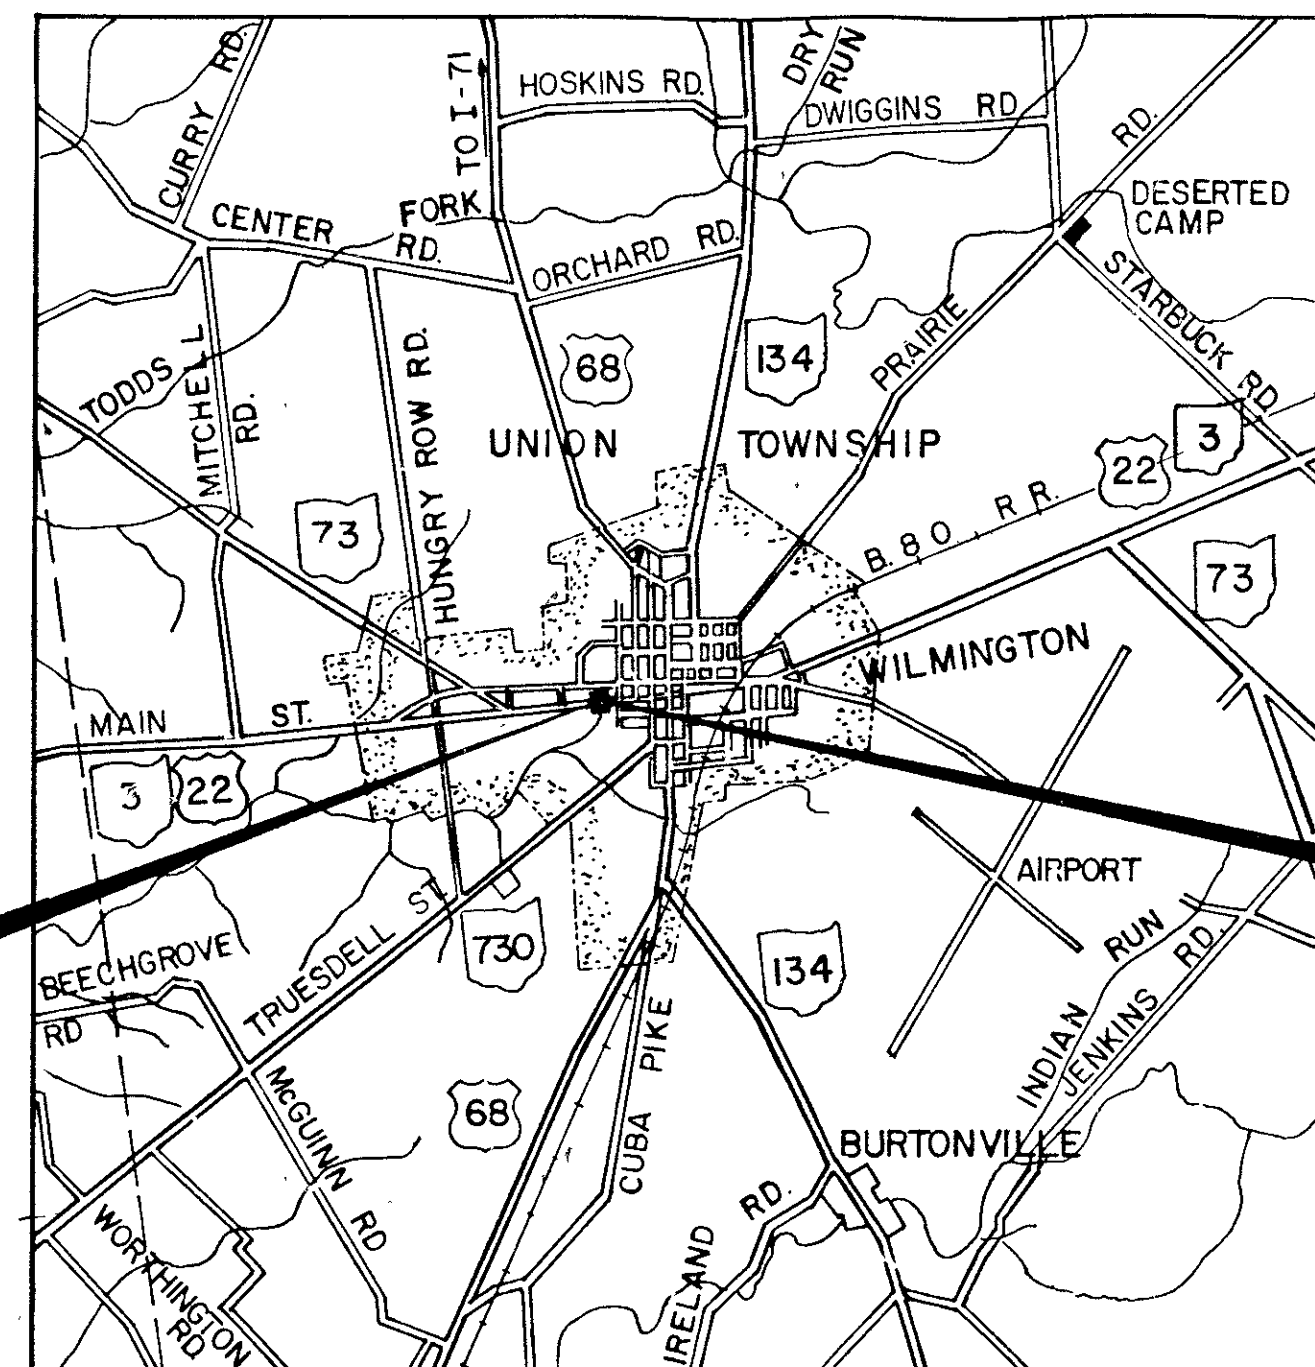 CURRY RD.
TO I-71
HOSKINS RD.
DRY
RUN
DWIGGINS RD
RD.
DESERTED
CAMP
CENTER
RD.
FORK
ORCHARD RD.
STARBUCK RD
PRAIRIE
68
134
TODDS
MITCHELL
RD.
HUNGRY ROW RD.
UNION TOWNSHIP
3
22
73
B.&O. R R.
73
WILMINGTON
MAIN ST.
3
22
AIRPORT
BEECHGROVE
RD
TRUESDELL ST.
730
134
INDIAN RUN
JENKINS RD.
CUBA PIKE
68
McGUINN
RD
BURTONVILLE
WORTHINGTON
RD.
IRELAND RD.